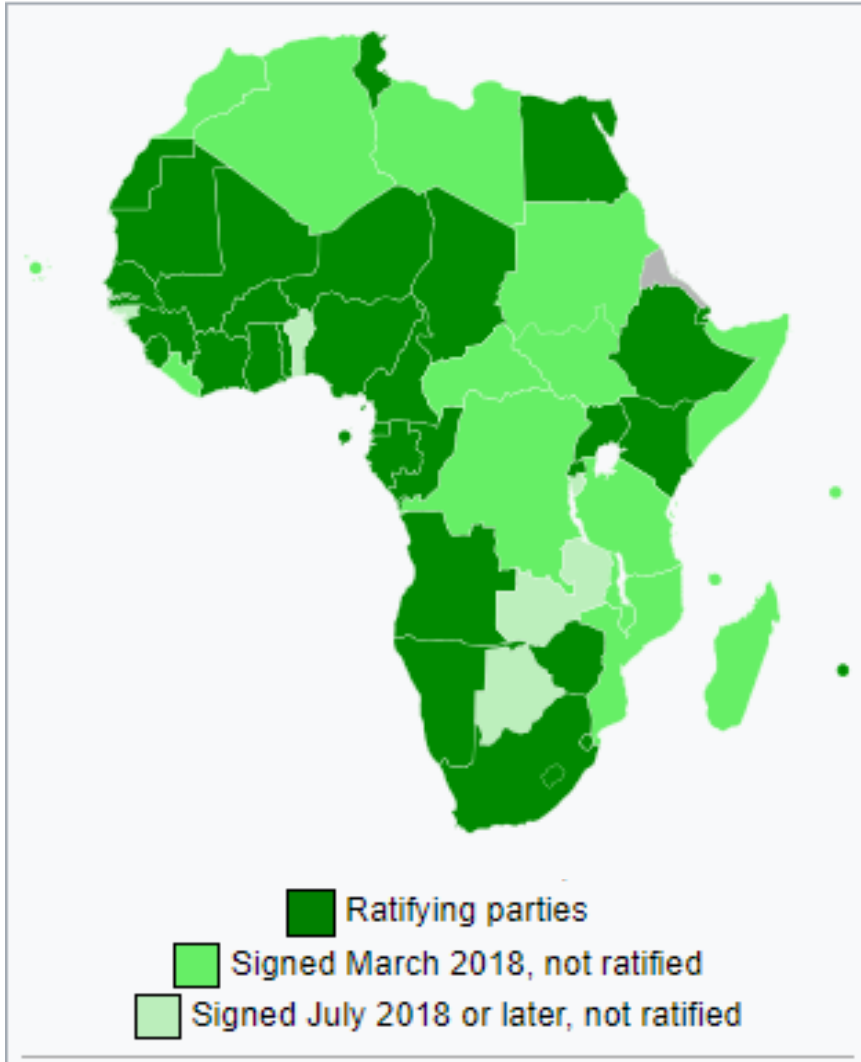 Ratifying parties
Signed March 2018, not ratified
Signed July 2018 or later, not ratified